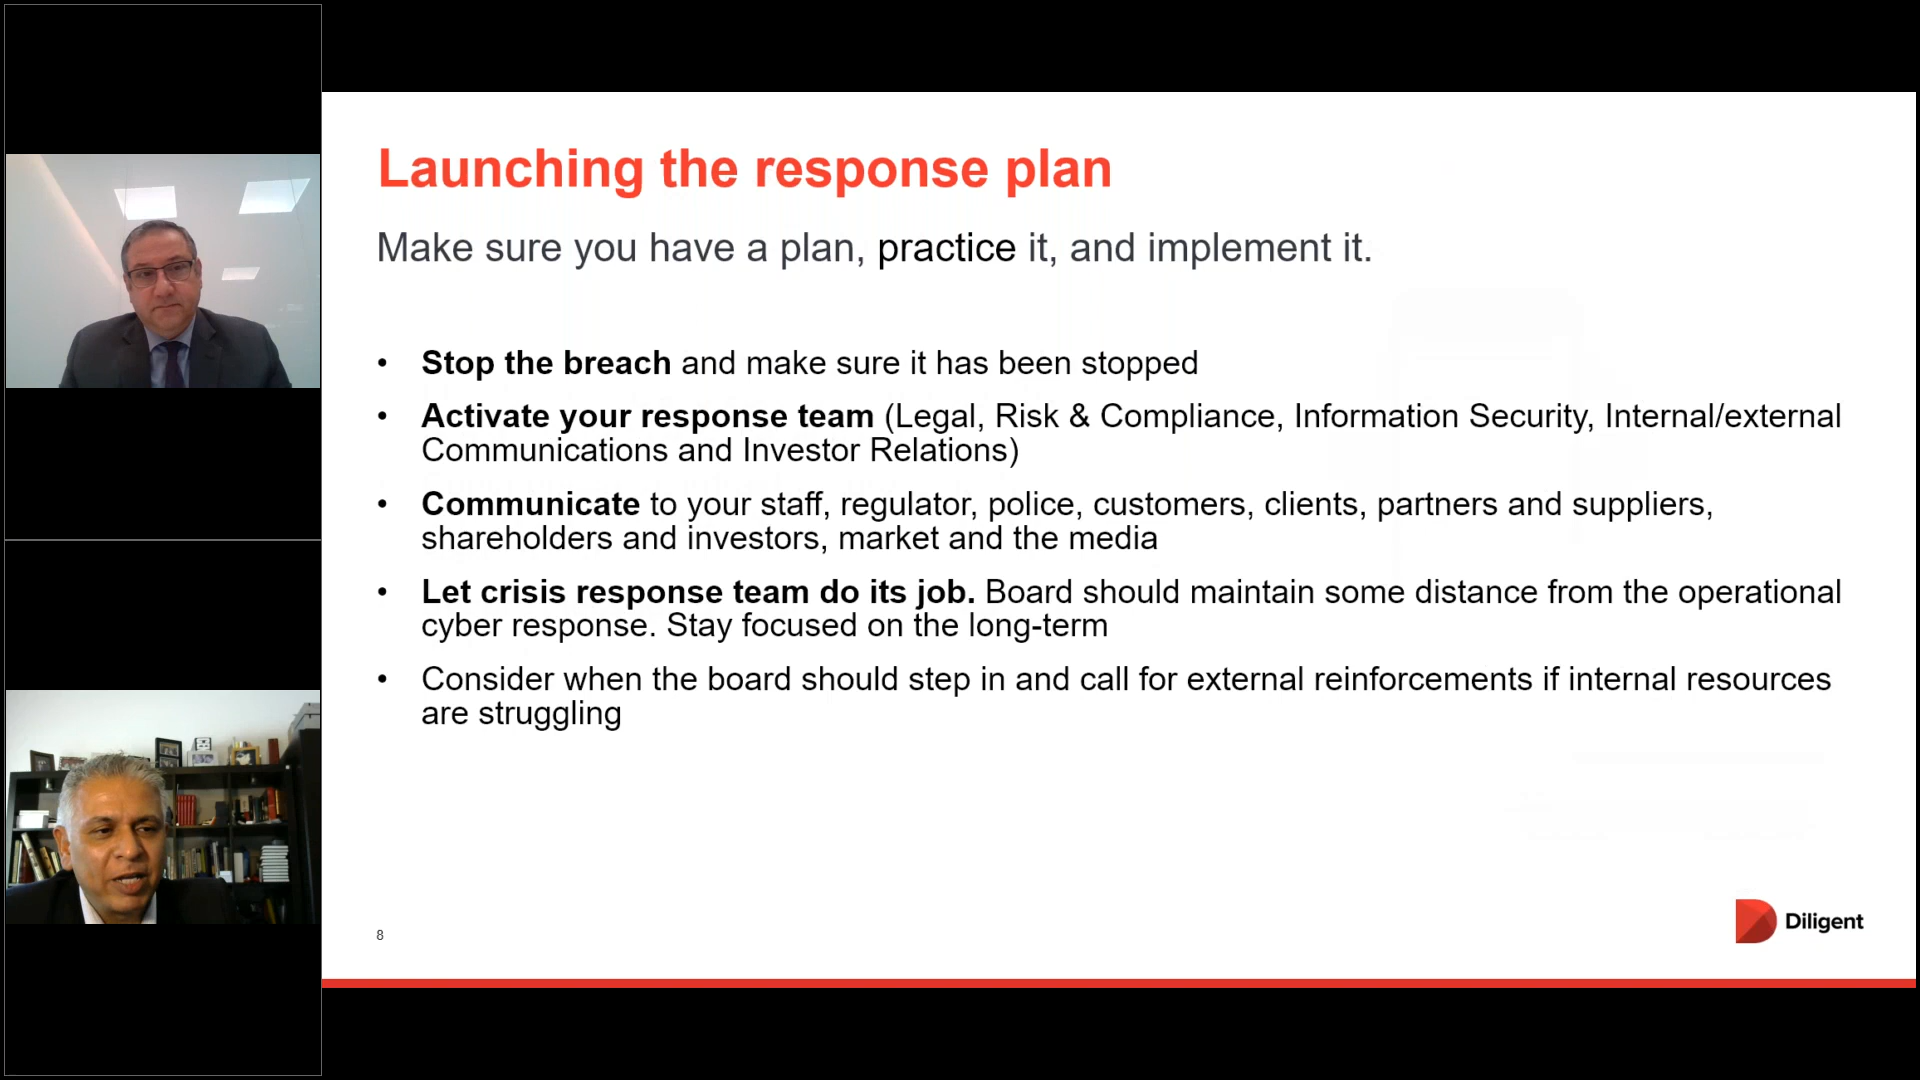 Launching the response plan
Make sure you have a plan, practice it, and implement it.
• Stop the breach and make sure it has been stopped
• Activate your response team (Legal, Risk & Compliance, Information Security, Internal/external
Communications and Investor Relations)
• Communicate to your staff, regulator, police, customers, clients, partners and suppliers,
shareholders and investors, market and the media
• Let crisis response team do its job. Board should maintain some distance from the operational
cyber response. Stay focused on the long-term
• Consider when the board should step in and call for external reinforcements if internal resources
are struggling
8
Diligent